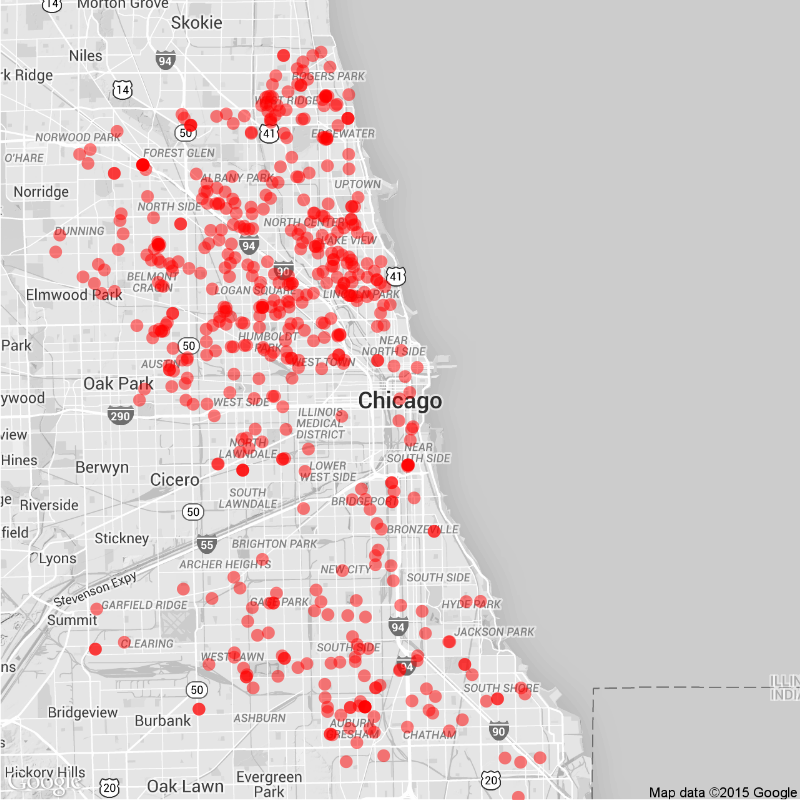 14
Morton Grove
Skokie
Niles
94
rk Ridge
14
ROGERS PARK
WEST RIDGE
50
41
EDGEWATER
NORWOOD PARK
O'HARE
FOREST GLEN
ALBANY PARK
UPTOWN
Norridge
NORTH SIDE
NORTH CENTER
DUNNING
94
LAKE VIEW
90
41
BELMONT
CRAGIN
LOGAN SQUARE
LINCOLN PARK
Elmwood Park
Park
50
HUMBOLDT
PARK
NEAR
NORTH SIDE
AUSTIN
WEST TOWN
Oak Park
ywood
290
WEST SIDE
Chicago
ILLINOIS
MEDICAL
DISTRICT
view
Hines
NORTH
LAWNDALE
NEAR
SOUTH SIDE
Berwyn
LOWER
WEST SIDE
Cicero
ge
Riverside
SOUTH
LAWNDALE
BRIDGEPORT
50
field
Stickney
55
BRONZEVILLE
BRIGHTON PARK
Lyons
ARCHER HEIGHTS
NEW CITY
SOUTH SIDE
Stevenson Expy
GARFIELD RIDGE
GAGE PARK
HYDE PARK
Summit
94
JACKSON PARK
CLEARING
SOUTH SIDE
ns
WEST LAWN
94
50
SOUTH SHORE
ILLIN
INDIA
Bridgeview
Burbank
ASHBURN
AUBURN
GRESHAM
CHATHAM
90
Hickory Hills
Google
20
Oak Lawn
Evergreen
Park
20
Map data ©2015 Google